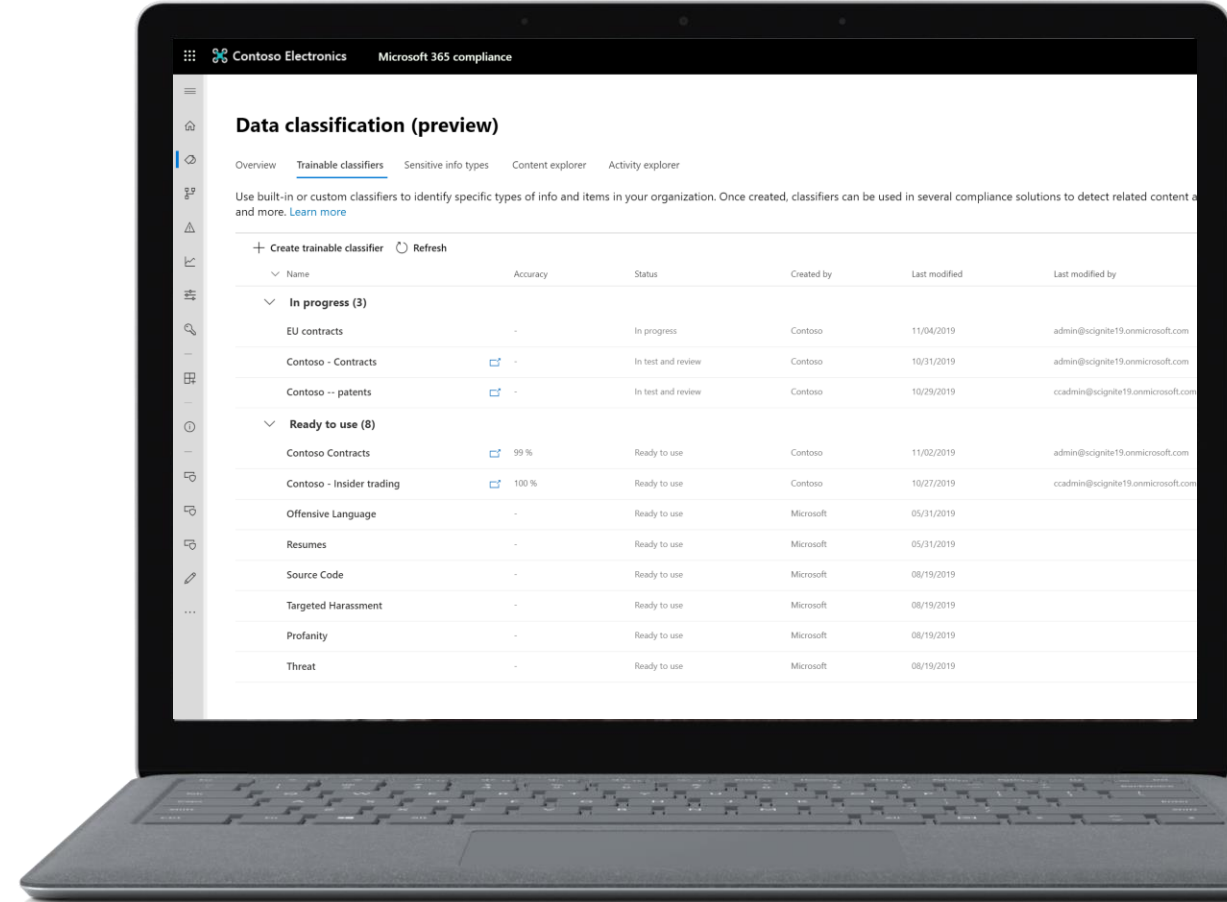 Contoso Electronics Microsoft 365 compliance
Data classification (preview)
Overview Trainable classifiers Sensitive info types Content explorer Activity explorer
Use built-in or custom classifiers to identify specific types of info and items in your organization. Once created, classifiers can be used in several compliance solutions to detect related content a
and more. Learn more
Create trainable classifier Refresh
Name Accuracy Status Created by Last modified Last modified by
In progress (3)
EU contracts - In progress Contoso 11/04/2019 admin@scignite19.onmicrosoft.com
Contoso - Contracts - In test and review Contoso 10/31/2019 admin@scignite19.onmicrosoft.com
Contoso -- patents - In test and review Contoso 10/29/2019 ccadmin@scignite19.onmicrosoft.com
Ready to use (8)
Contoso Contracts 99 % Ready to use Contoso 11/02/2019 admin@scignite19.onmicrosoft.com
Contoso - Insider trading 100 % Ready to use Contoso 10/27/2019 ccadmin@scignite19.onmicrosoft.com
Offensive Language - Ready to use Microsoft 05/31/2019
Resumes - Ready to use Microsoft 05/31/2019
Source Code - Ready to use Microsoft 08/19/2019
Targeted Harassment - Ready to use Microsoft 08/19/2019
Profanity - Ready to use Microsoft 08/19/2019
Threat - Ready to use Microsoft 08/19/2019